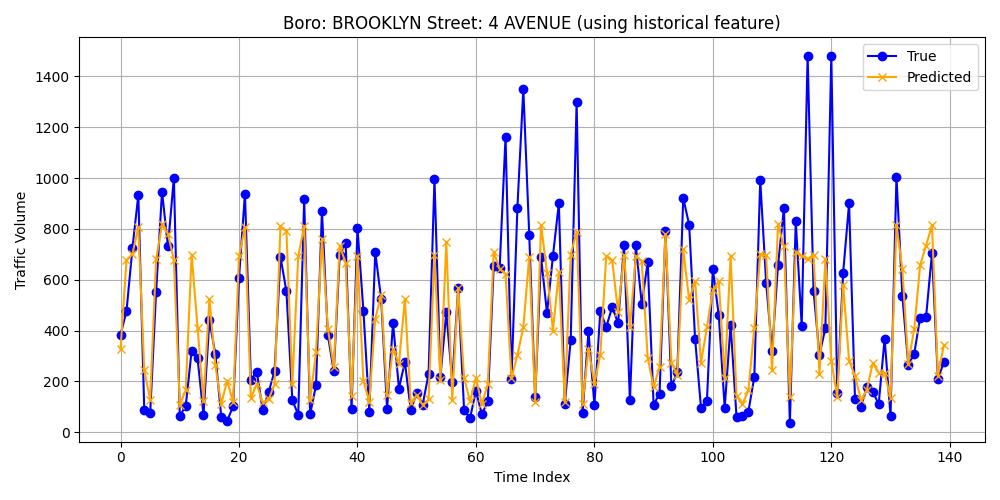 Boro: BROOKLYN Street: 4 AVENUE (using historical feature)
True
Predicted
Traffic Volume
1400
1200
1000
800
600
400
200
0
0 20 40 60 80 100 120 140
Time Index